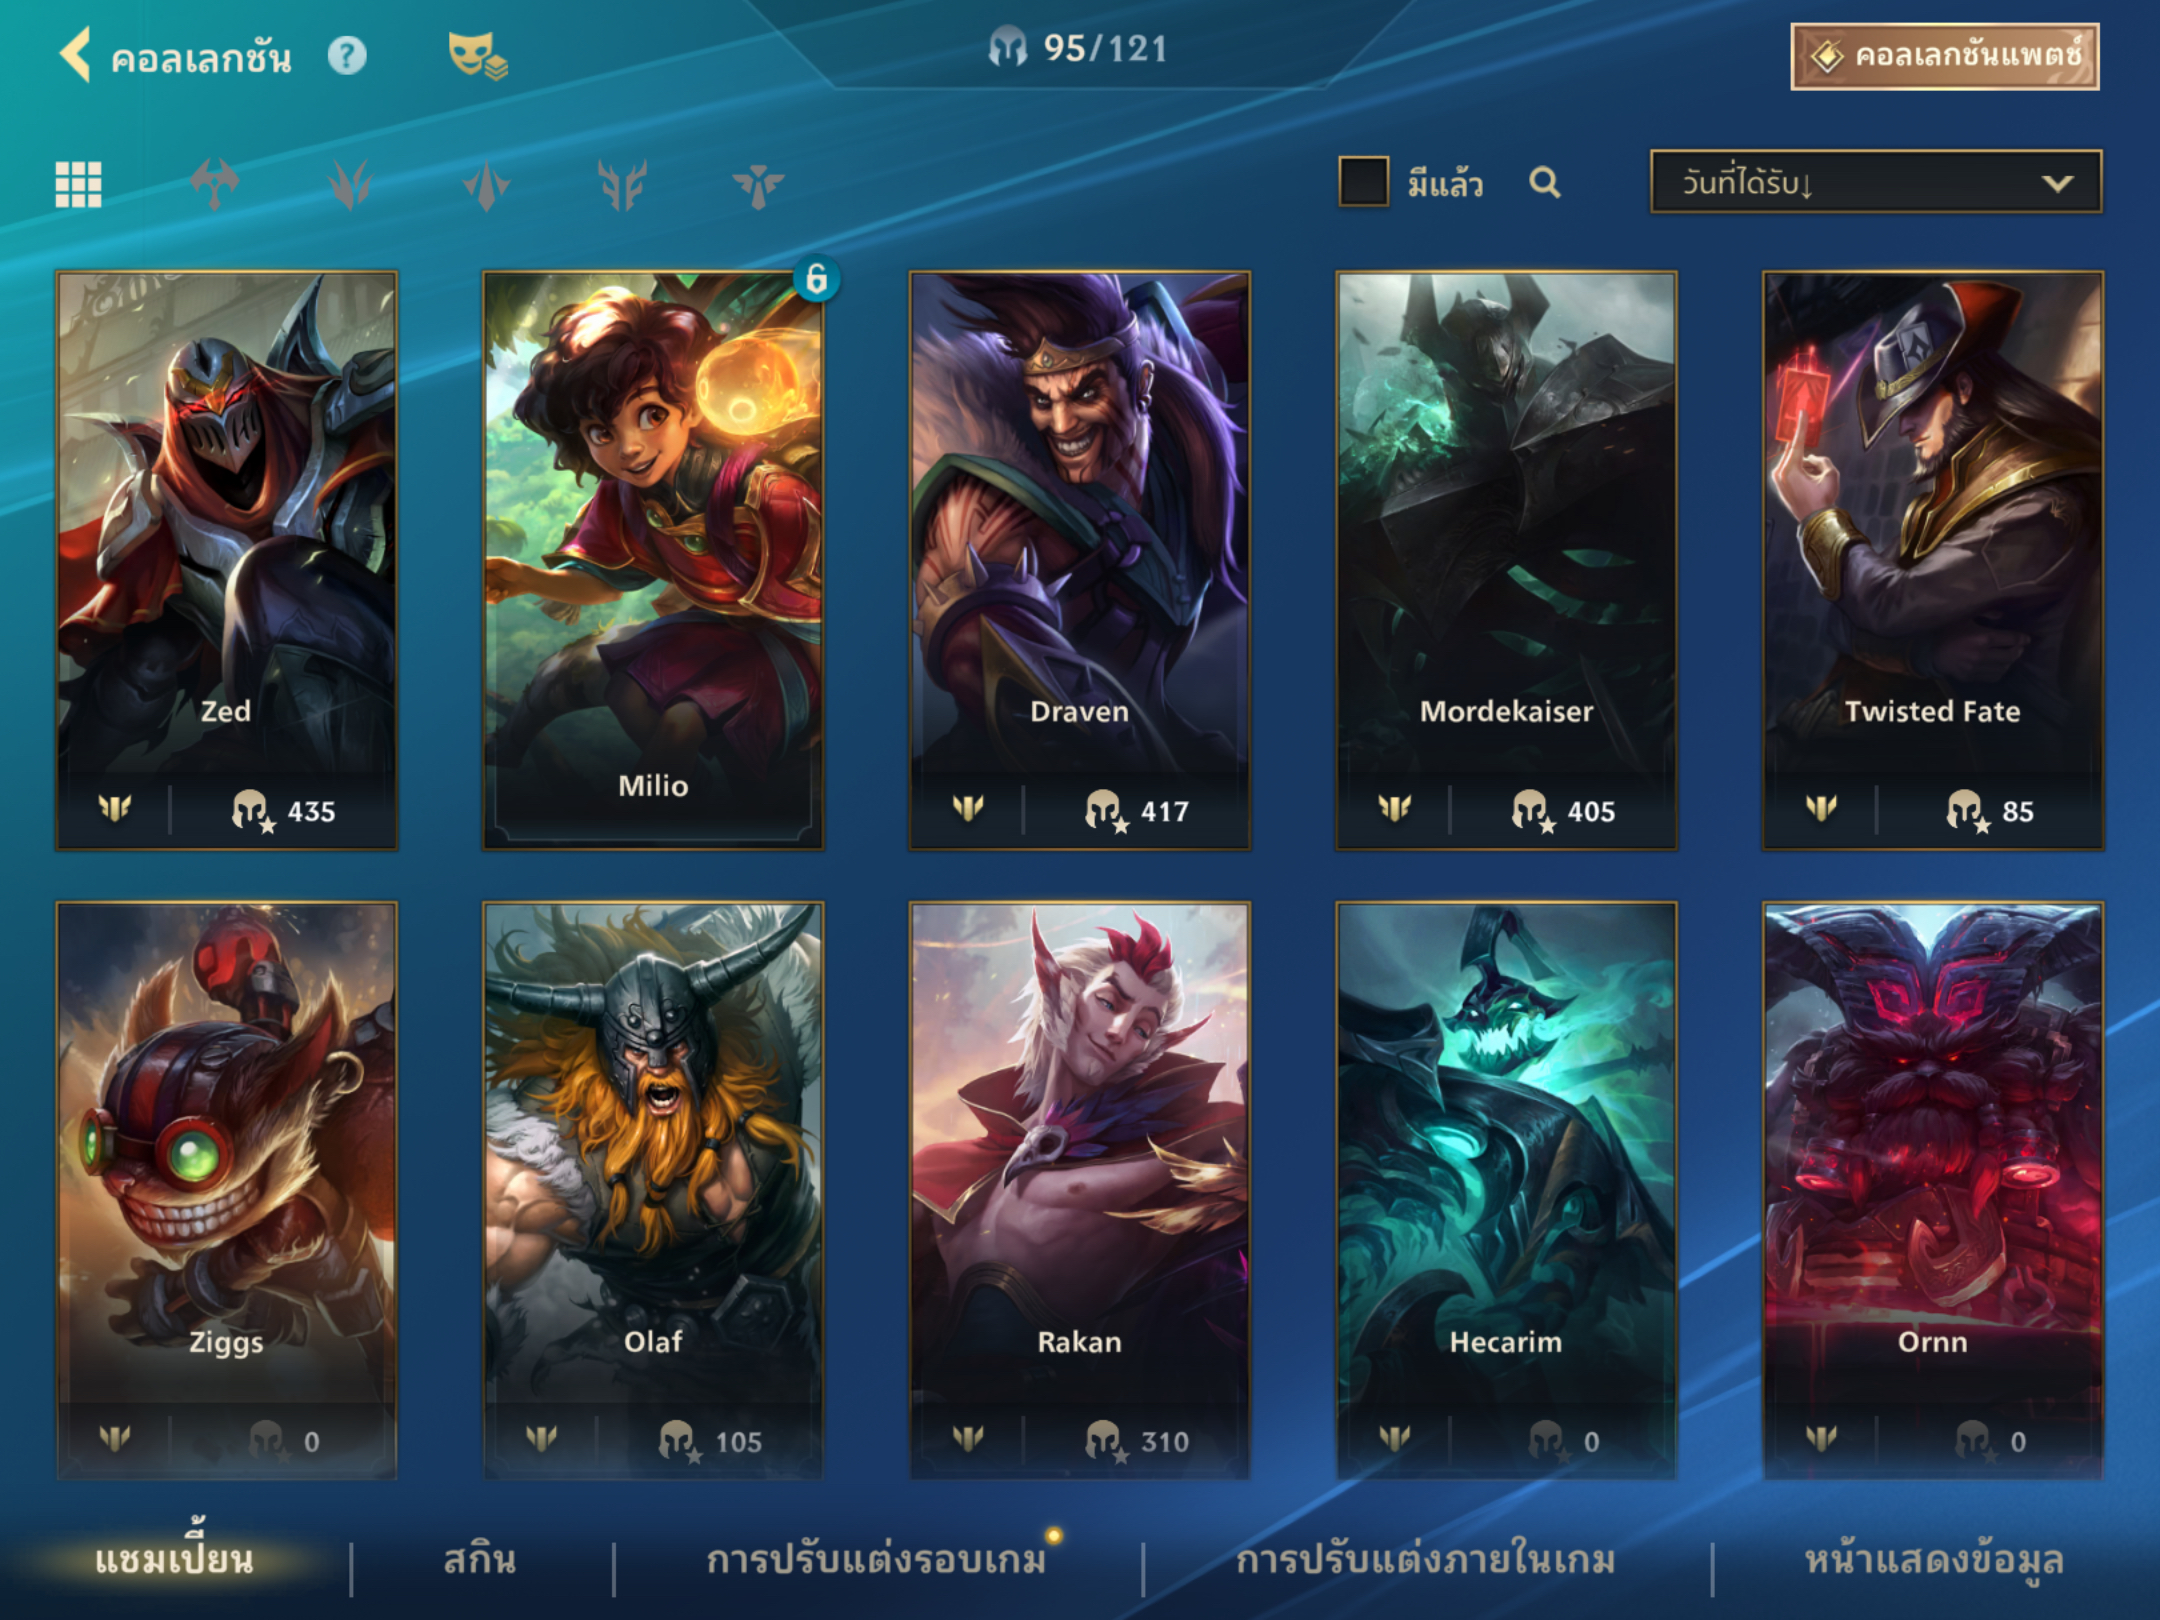 คอลเลกชัน ?
95/121
คอลเลกชันแพตช์
มีแล้ว
วันที่ได้รับ↓
Zed
435
Milio
Draven
417
Mordekaiser
405
Twisted Fate
85
Ziggs
0
Olaf
105
Rakan
310
Hecarim
0
Ornn
0
แชมเปี้ยน
สกิน
การปรับแต่งรอบเกม
การปรับแต่งภายในเกม
หน้าแสดงข้อมูล